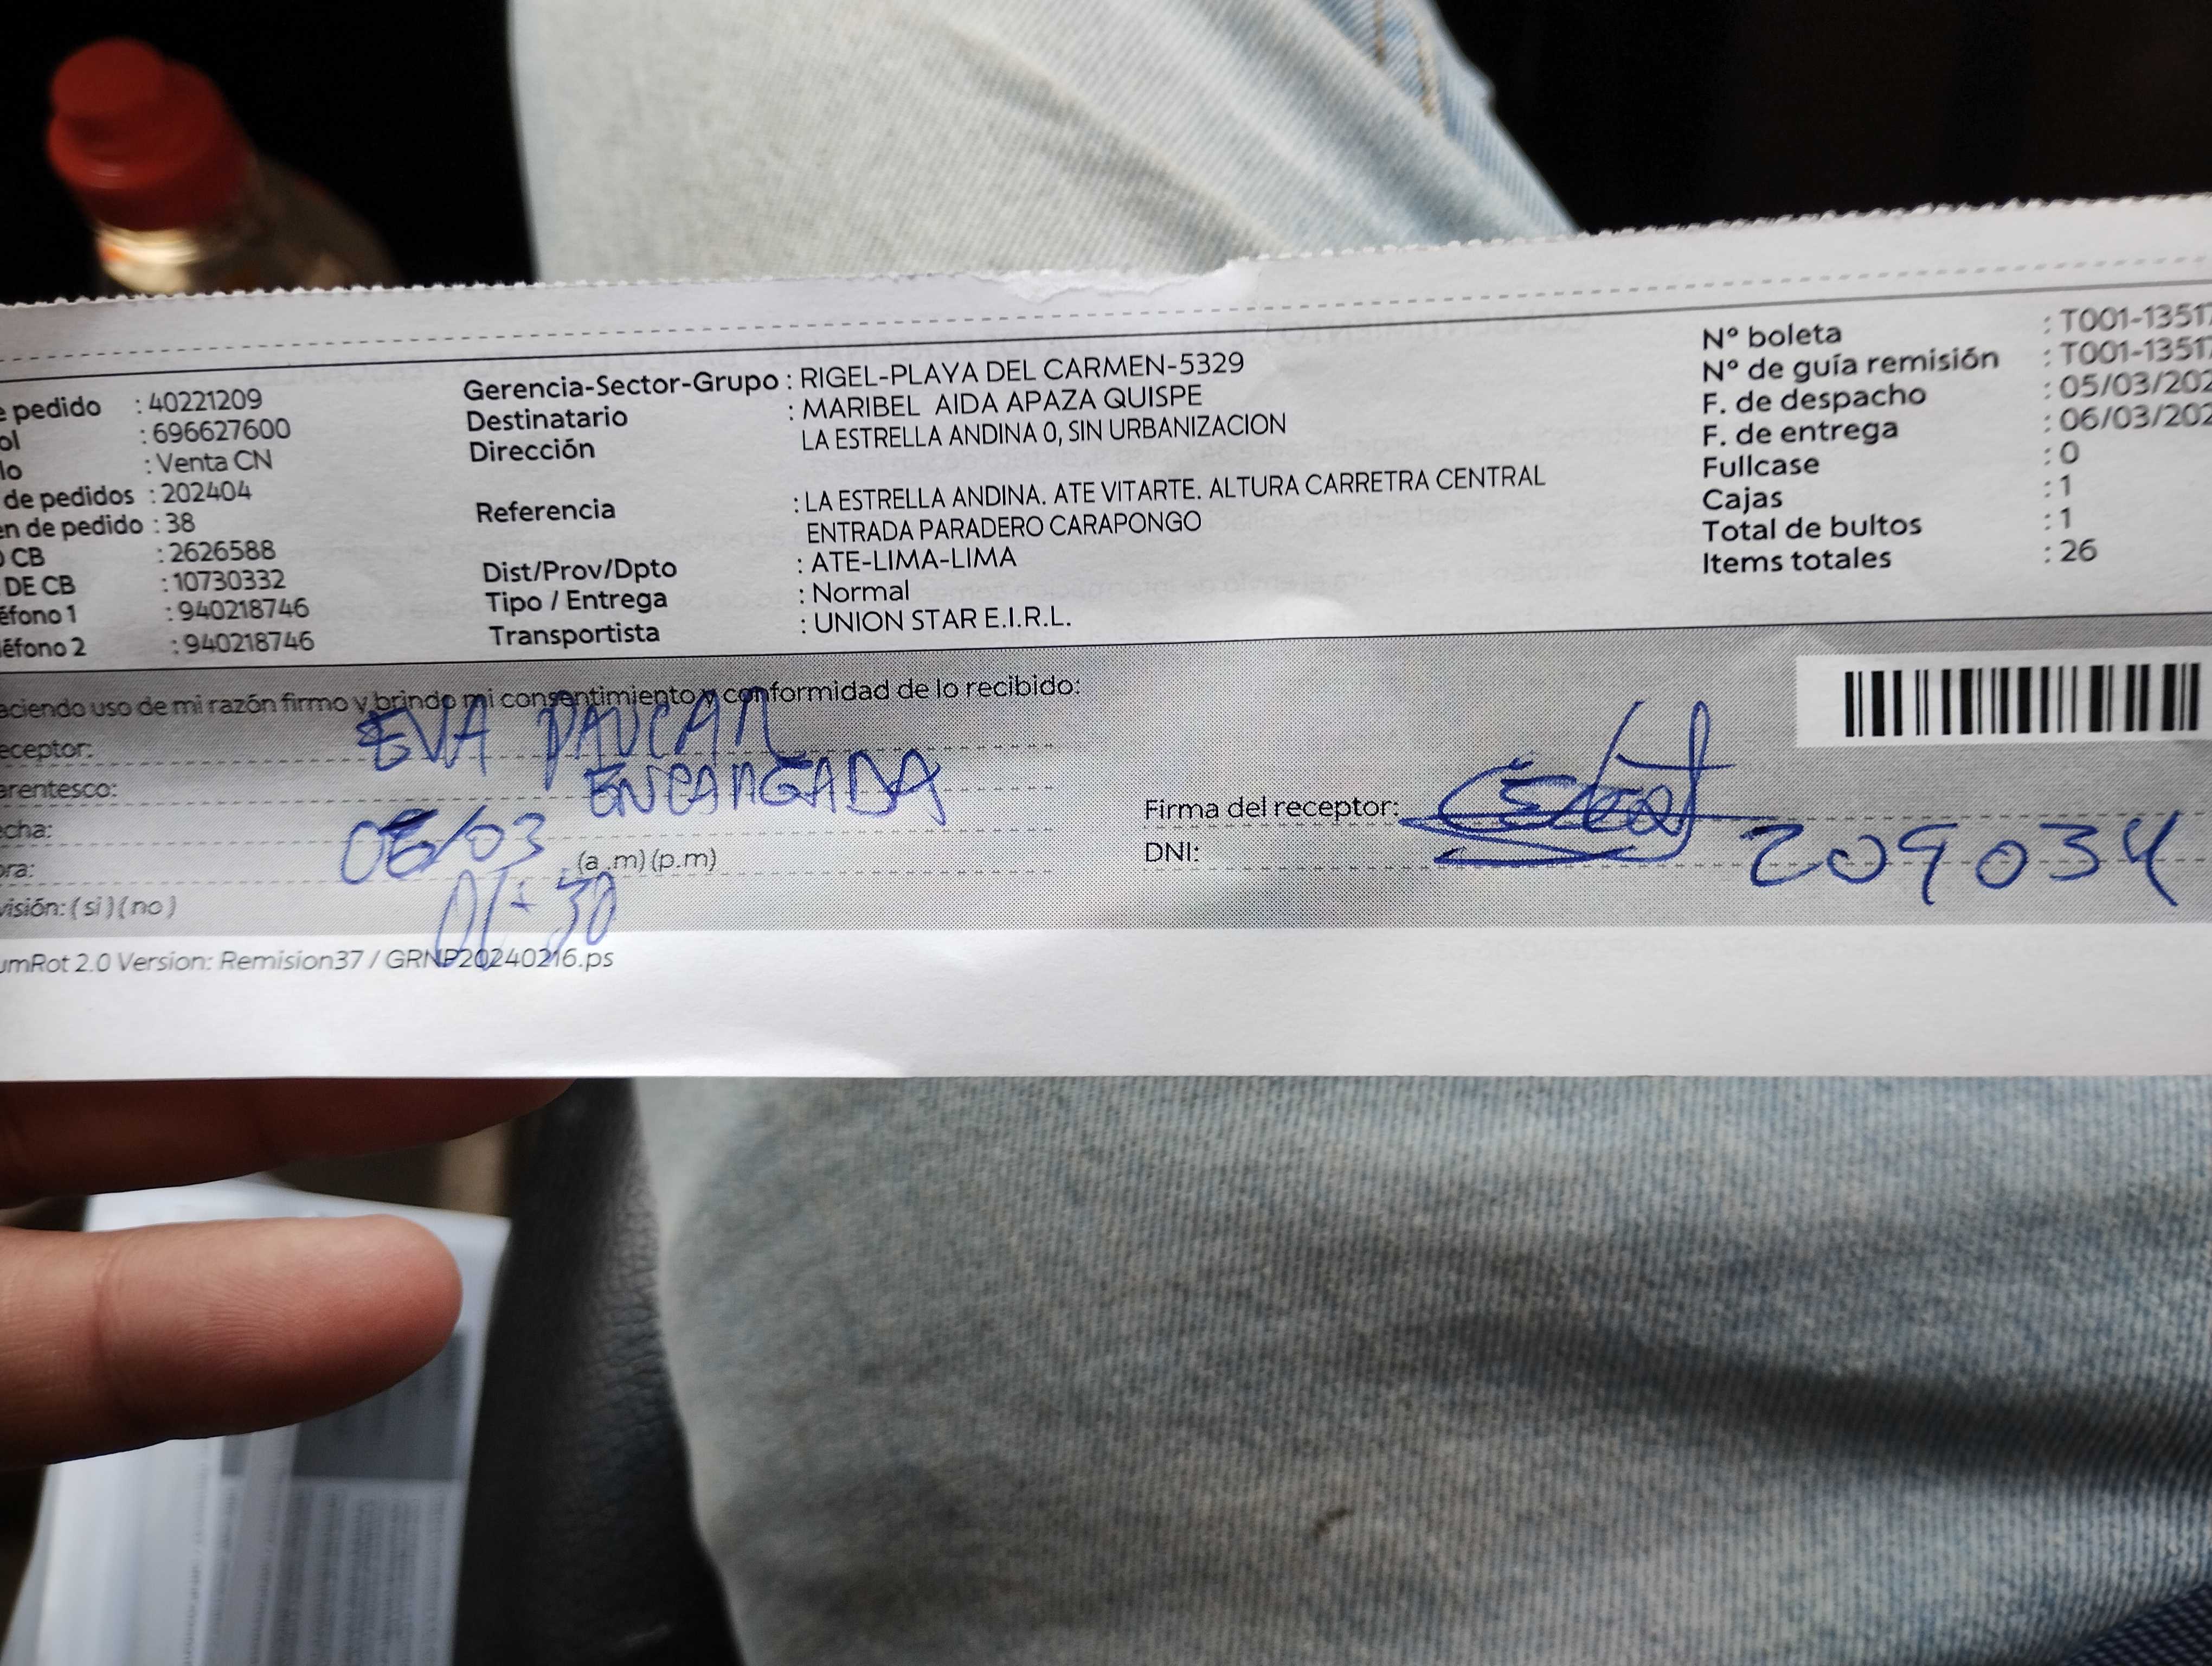 e pedido : 40221209
ol : 696627600
lo : Venta CN
de pedidos : 202404
en de pedido : 38
O CB : 2626588
DE CB : 10730332
éfono 1 : 940218746
léfono 2 : 940218746
Gerencia-Sector-Grupo : RIGEL-PLAYA DEL CARMEN-5329
Destinatario : MARIBEL AIDA APAZA QUISPE
Dirección LA ESTRELLA ANDINA 0, SIN URBANIZACION
Referencia : LA ESTRELLA ANDINA. ATE VITARTE. ALTURA CARRETRA CENTRAL
ENTRADA PARADERO CARAPONGO
Dist/Prov/Dpto : ATE-LIMA-LIMA
Tipo / Entrega : Normal
Transportista : UNION STAR E.I.R.L.
Nº boleta : T001-1351
Nº de guía remisión : T001-1351
F. de despacho : 05/03/202
F. de entrega : 06/03/202
Fullcase : 0
Cajas : 1
Total de bultos : 1
Items totales : 26
aciendo uso de mi razón firmo y brindo mi consentimiento y conformidad de lo recibido:
eceptor: EVA PAUCAR
arentesco: ENCARGADA
echa: 06/03
ora: (a .m) (p.m)
01:30
visión: ( si ) ( no )
Firma del receptor:
DNI: 209034
umRot 2.0 Version: Remision37 / GRNP20240216.ps